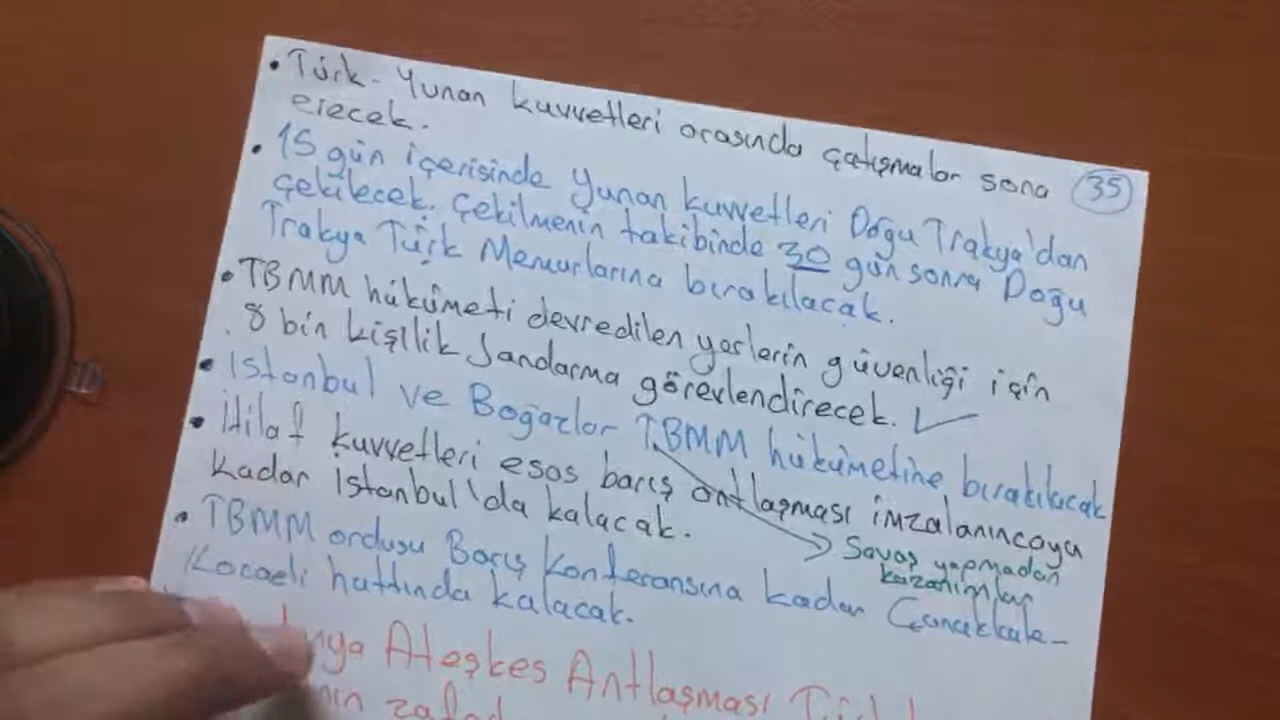 • Türk - Yunan kuvvetleri arasında çatışmalar sona
erecek.
35
• 15 gün içerisinde Yunan kuvvetleri Doğu Trakya'dan
çekilecek. Çekilmenin takibinde 30 gün sonra Doğu
Trakya Türk Memurlarına bırakılacak.
• TBMM hükûmeti devredilen yerlerin güvenliği için
8 bin kişilik Jandarma görevlendirecek. ✓
• İstanbul ve Boğazlar TBMM hükümetine bırakılacak
• İtilaf kuvvetleri esas barış antlaşması imzalanıncaya
kadar İstanbul'da kalacak.
Savaş yapmadan
kazanımlar
• TBMM ordusu Barış Konferansına kadar Çanakkale-
Kocaeli hattında kalacak.
Ateşkes Antlaşması